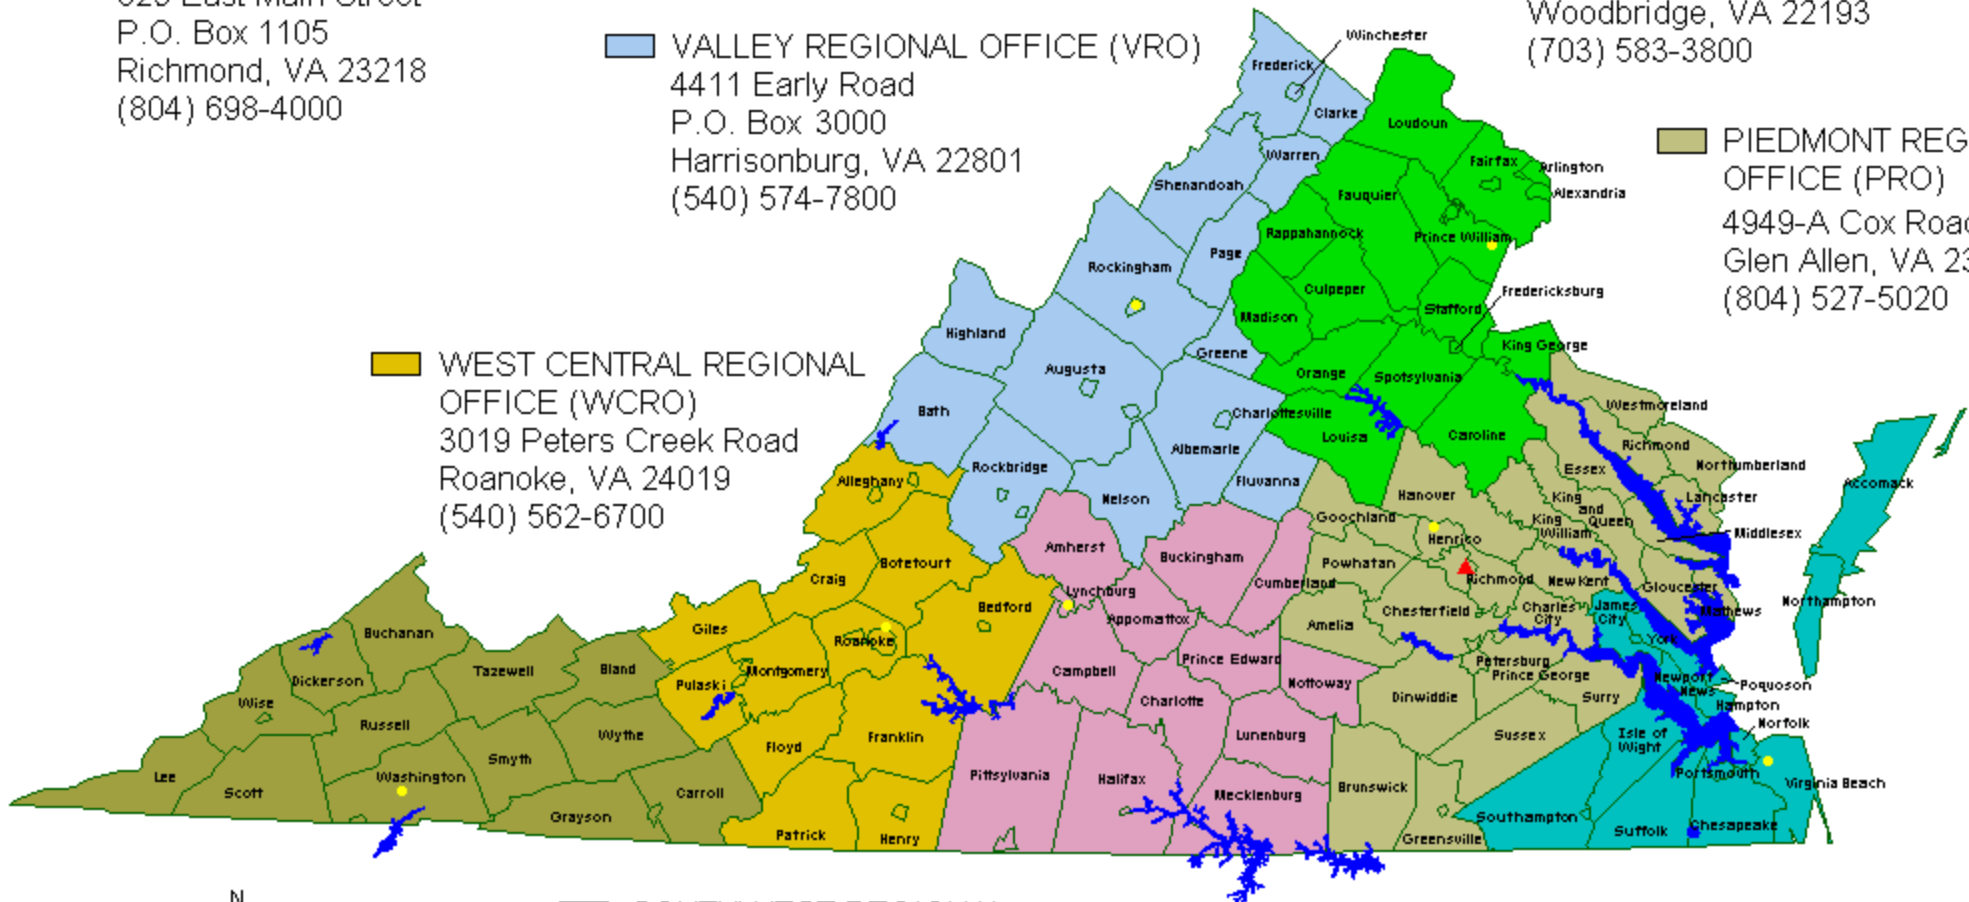 P.O. Box 1105
Richmond, VA 23218
(804) 698-4000
VALLEY REGIONAL OFFICE (VRO)
4411 Early Road
P.O. Box 3000
Harrisonburg, VA 22801
(540) 574-7800
Woodbridge, VA 22193
(703) 583-3800
PIEDMONT REG
OFFICE (PRO)
4949-A Cox Road
Glen Allen, VA 23
(804) 527-5020
WEST CENTRAL REGIONAL
OFFICE (WCRO)
3019 Peters Creek Road
Roanoke, VA 24019
(540) 562-6700
Winchester
Frederick
Clarke
Loudoun
Warren
Fairfax
Arlington
Alexandria
Shenandoah
Fauquier
Rappahannock
Prince William
Page
Rockingham
Culpeper
Fredericksburg
Stafford
Madison
Highland
Greene
King George
Augusta
Orange
Spotsylvania
Bath
Charlottesville
Westmoreland
Louisa
Caroline
Richmond
Albemarle
Rockbridge
Essex
Northumberland
Alleghany
Fluvanna
Accomack
Nelson
Hanover
King
and
Queen
Lancaster
Goochland
King
William
Middlesex
Henrico
Amherst
Buckingham
Botetourt
Powhatan
Craig
Cumberland
Richmond
New Kent
Gloucester
Lynchburg
Bedford
Northampton
Mathews
Chesterfield
Charles
City
James
City
Appomattox
Amelia
Giles
Buchanan
Roanoke
York
Prince Edward
Petersburg
Tazewell
Bland
Montgomery
Campbell
Prince George
Dickerson
Pulaski
Nottoway
Newport
News
Poquoson
Wise
Charlotte
Dinwiddie
Surry
Hampton
Russell
Norfolk
Wythe
Franklin
Lunenburg
Sussex
Isle of
Wight
Floyd
Smyth
Lee
Washington
Pittsylvania
Halifax
Portsmouth
Virginia Beach
Scott
Carroll
Mecklenburg
Brunswick
Grayson
Southampton
Patrick
Henry
Greensville
Suffolk
Chesapeake
N